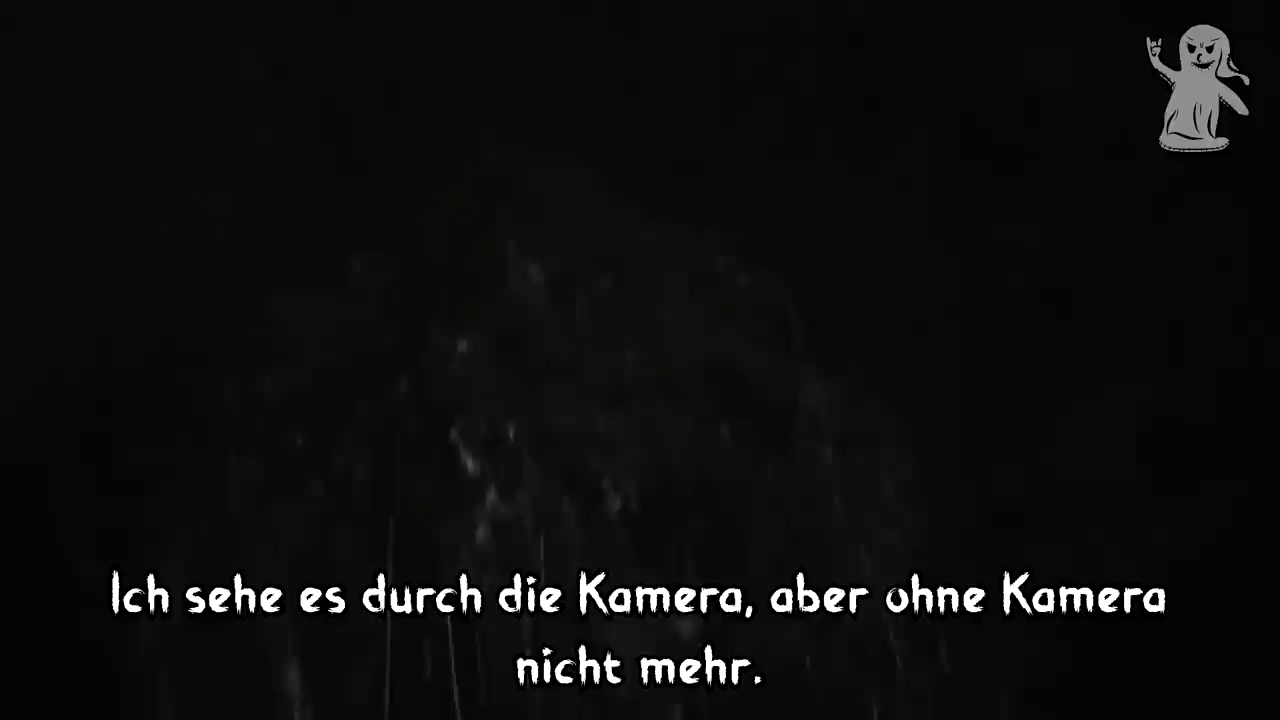 Ich sehe es durch die Kamera, aber ohne Kamera
nicht mehr.